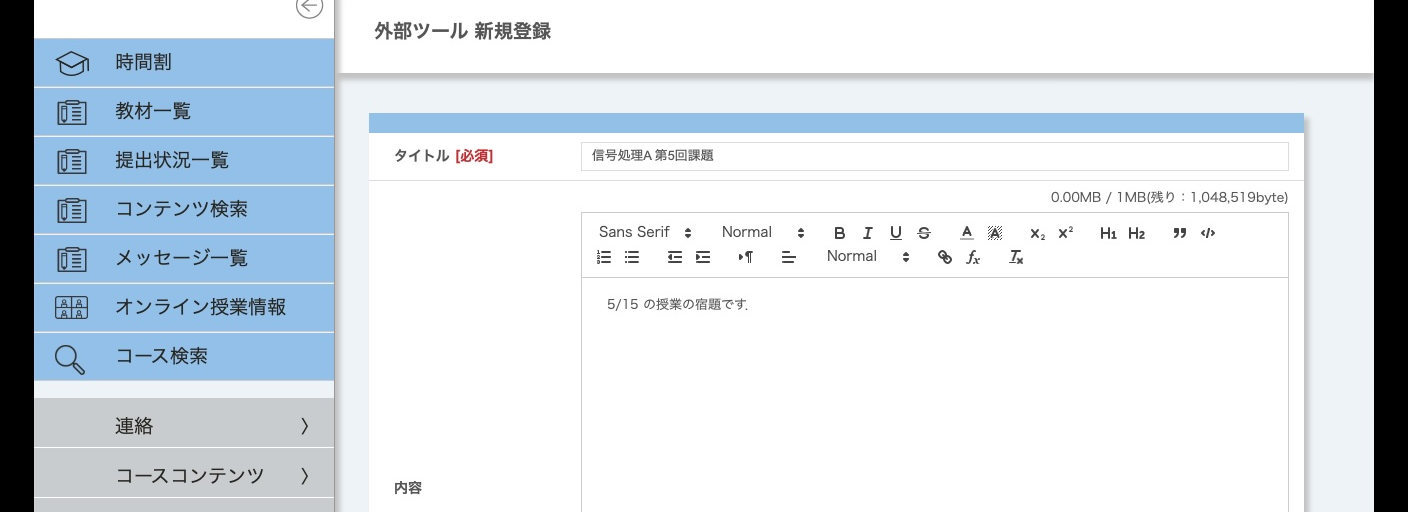 外部ツール 新規登録
時間割
教材一覧
提出状況一覧
コンテンツ検索
メッセージ一覧
オンライン授業情報
コース検索
連絡
コースコンテンツ
タイトル [必須]
信号処理A 第5回課題
0.00MB / 1MB(残り：1,048,519byte)
Sans Serif Normal B I U S A A x₂ x² H1 H2 ” </>
Normal fx Tx
5/15 の授業の宿題です.
内容